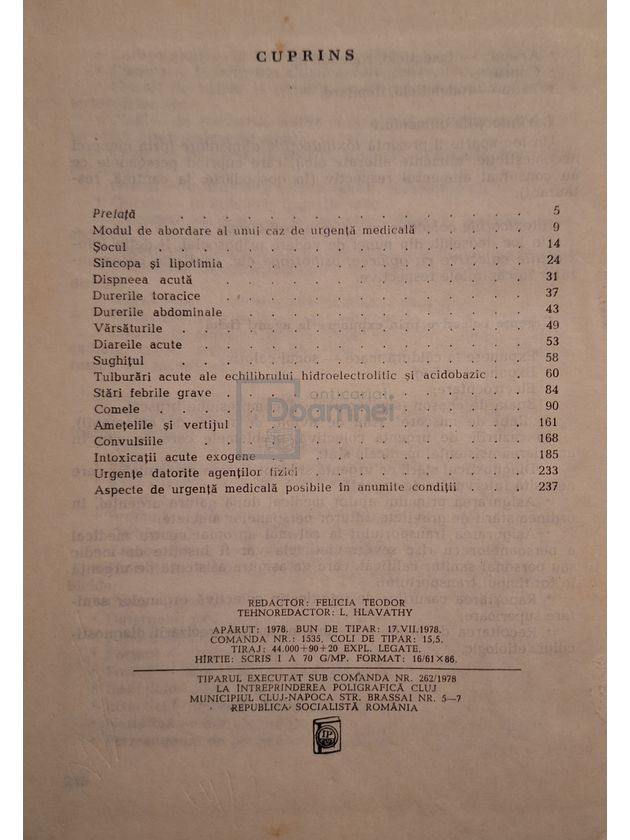 CUPRINS
Prefață . . . . . . . . . . . . . . . . . 5
Modul de abordare al unui caz de urgență medicală . . . . . 9
Șocul . . . . . . . . . . . . . . . . . 14
Sincopa și lipotimia . . . . . . . . . . . . . 24
Dispneea acută . . . . . . . . . . . . . . 31
Durerile toracice . . . . . . . . . . . . . . 37
Durerile abdominale . . . . . . . . . . . . . 43
Vărsăturile . . . . . . . . . . . . . . . . 49
Diareile acute . . . . . . . . . . . . . . . 53
Sughițul . . . . . . . . . . . . . . . . . 58
Tulburări acute ale echilibrului hidroelectrolitic și acidobazic . . 60
Stări febrile grave . . . . . . . . . . . . . 84
Comele . . . . . . . . . . . . . . . . . 90
Amețelile și vertijul . . . . . . . . . . . . . 161
Convulsiile . . . . . . . . . . . . . . . . 168
Intoxicații acute exogene . . . . . . . . . . . 185
Urgențe datorite agenților fizici . . . . . . . . . 233
Aspecte de urgență medicală posibile în anumite condiții . . . 237
anticariat
Doamnei
REDACTOR: FELICIA TEODOR
TEHNOREDACTOR: L. HLAVATHY
APĂRUT: 1978. BUN DE TIPAR: 17.VII.1978.
COMANDA NR.: 1535. COLI DE TIPAR: 15,5.
TIRAJ: 44.000+90+20 EXPL. LEGATE.
HÎRTIE: SCRIS I A 70 G/MP. FORMAT: 16/61×86.
TIPARUL EXECUTAT SUB COMANDA NR. 262/1978
LA ÎNTREPRINDEREA POLIGRAFICĂ CLUJ
MUNICIPIUL CLUJ-NAPOCA STR. BRASSAI NR. 5—7
REPUBLICA SOCIALISTĂ ROMÂNIA
IP